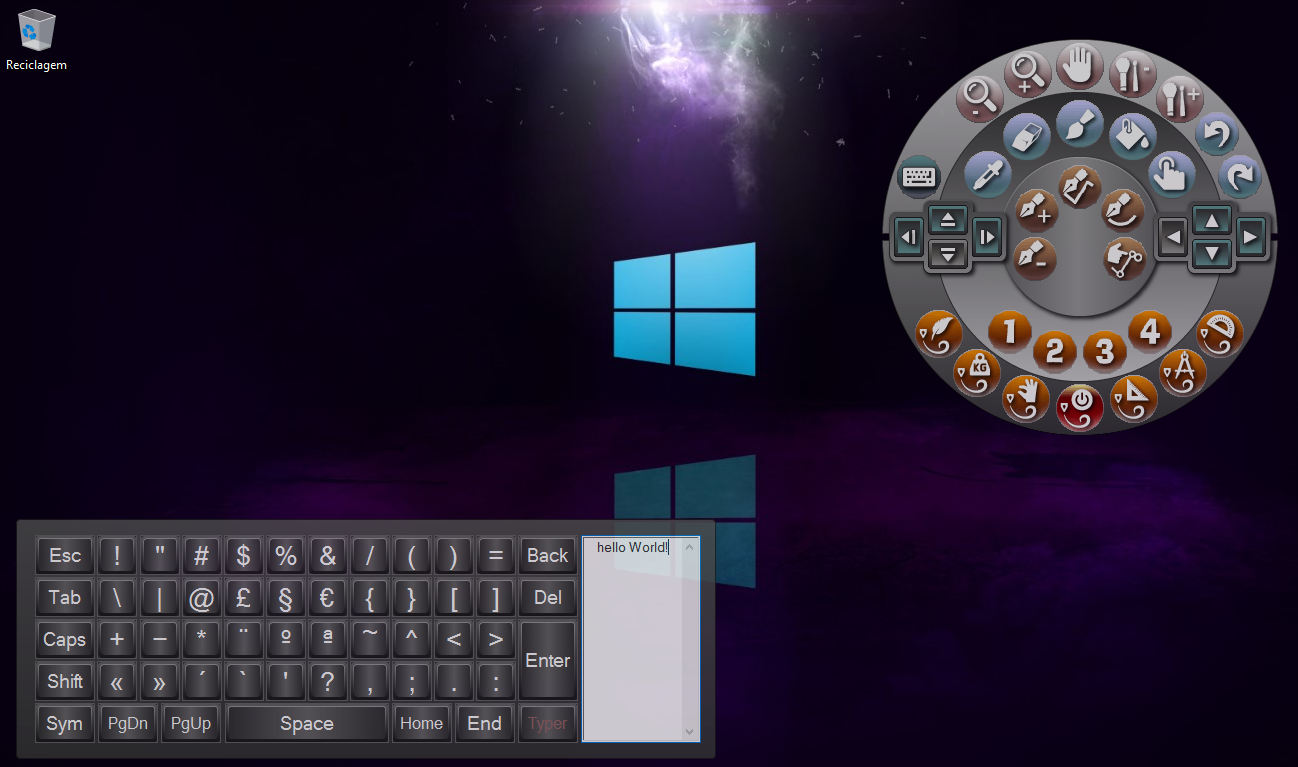 Reciclagem
KG
1 2 3 4
hello World!
Esc ! " # $ % & / ( ) = Back
Tab \ | @ £ § € { } [ ] Del
Caps + − * ¨ º ª ~ ^ < >
Enter
Shift « » ´ ` ' ? , ; . :
Sym PgDn PgUp Space Home End Typer